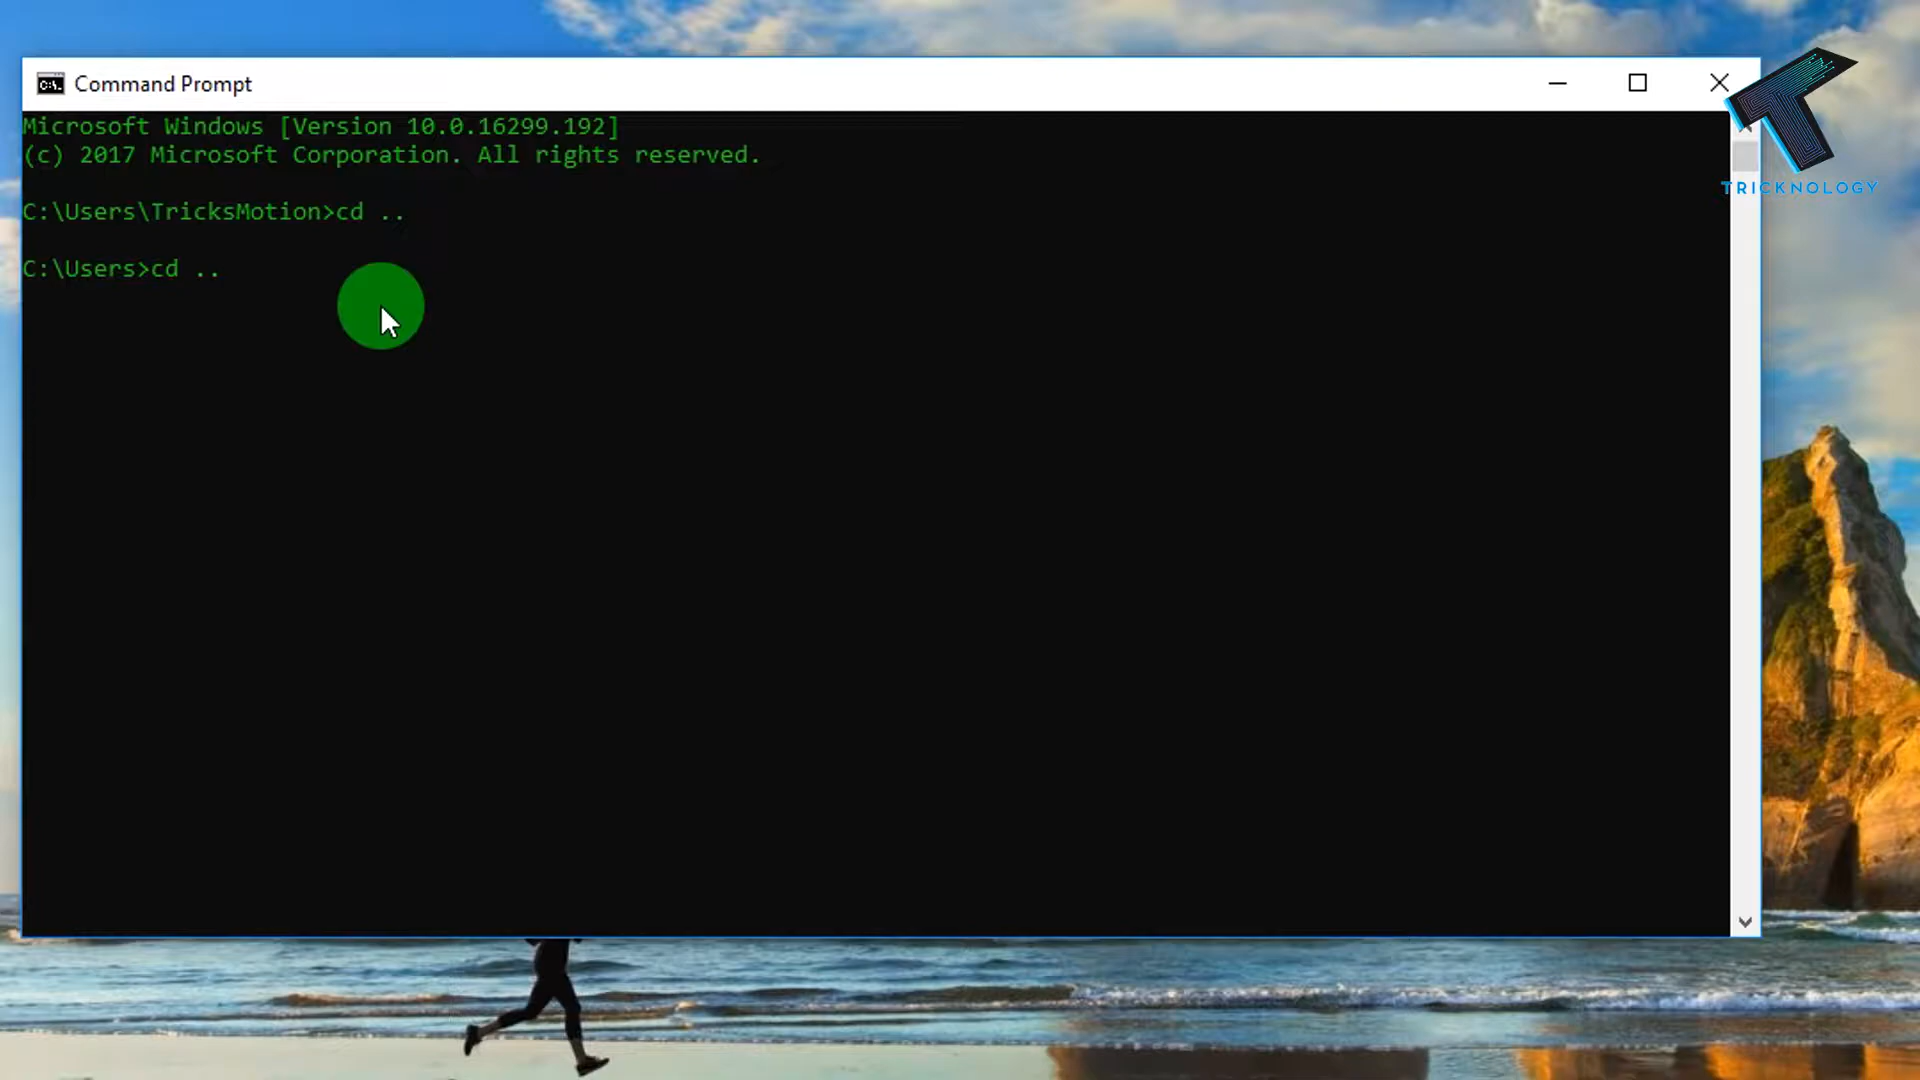 Command Prompt
Microsoft Windows [Version 10.0.16299.192]
(c) 2017 Microsoft Corporation. All rights reserved.
C:\Users\TricksMotion>cd ..
C:\Users>cd ..
TRICKNOLOGY